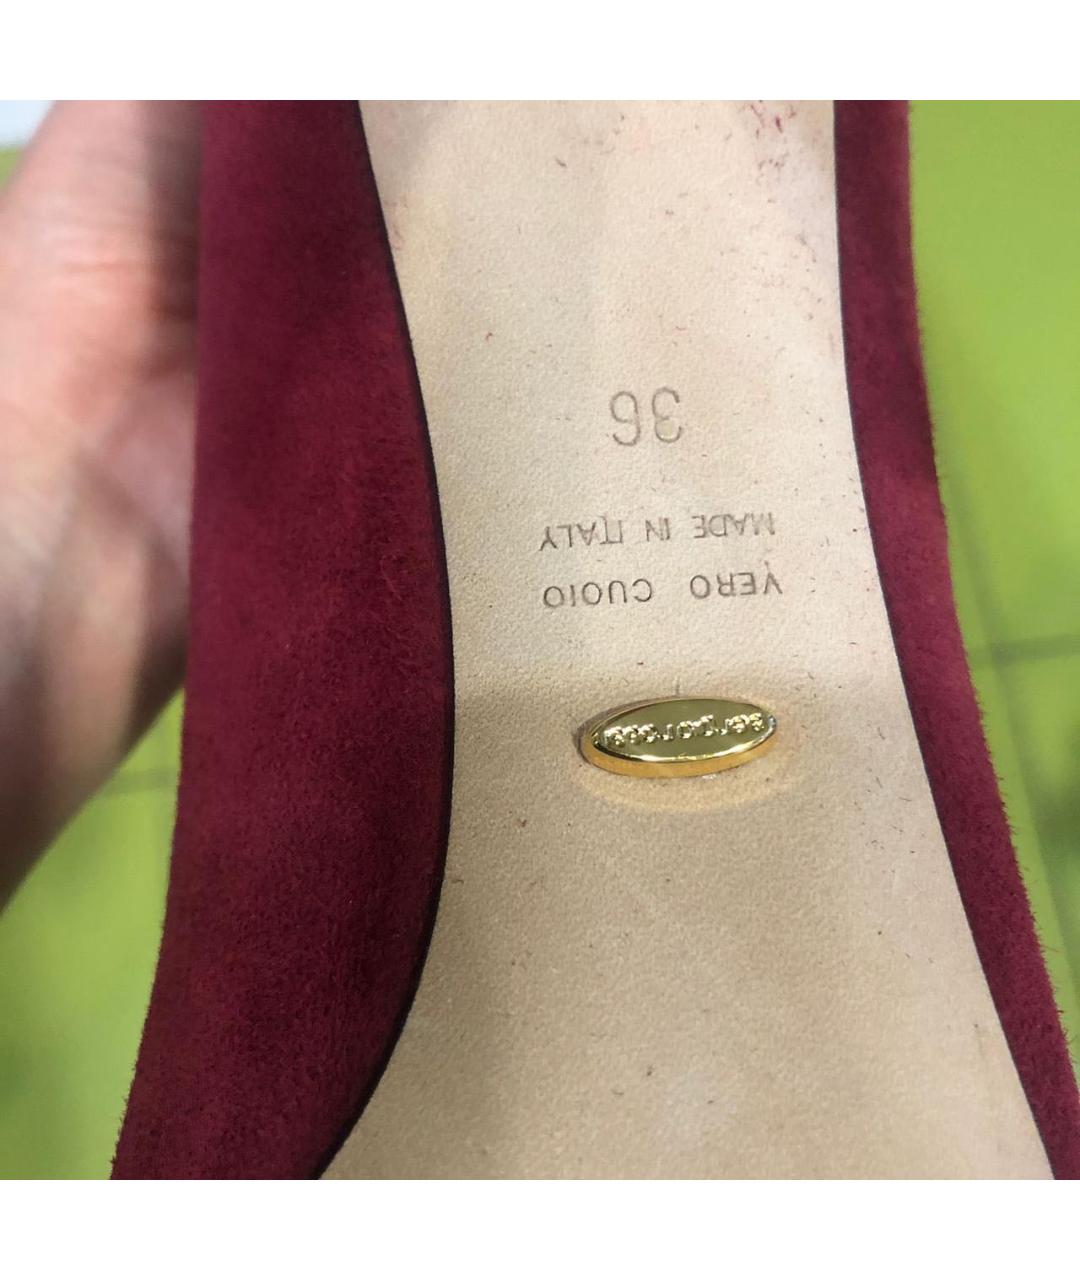 sergio rossi
VERO CUOIO
MADE IN ITALY
36